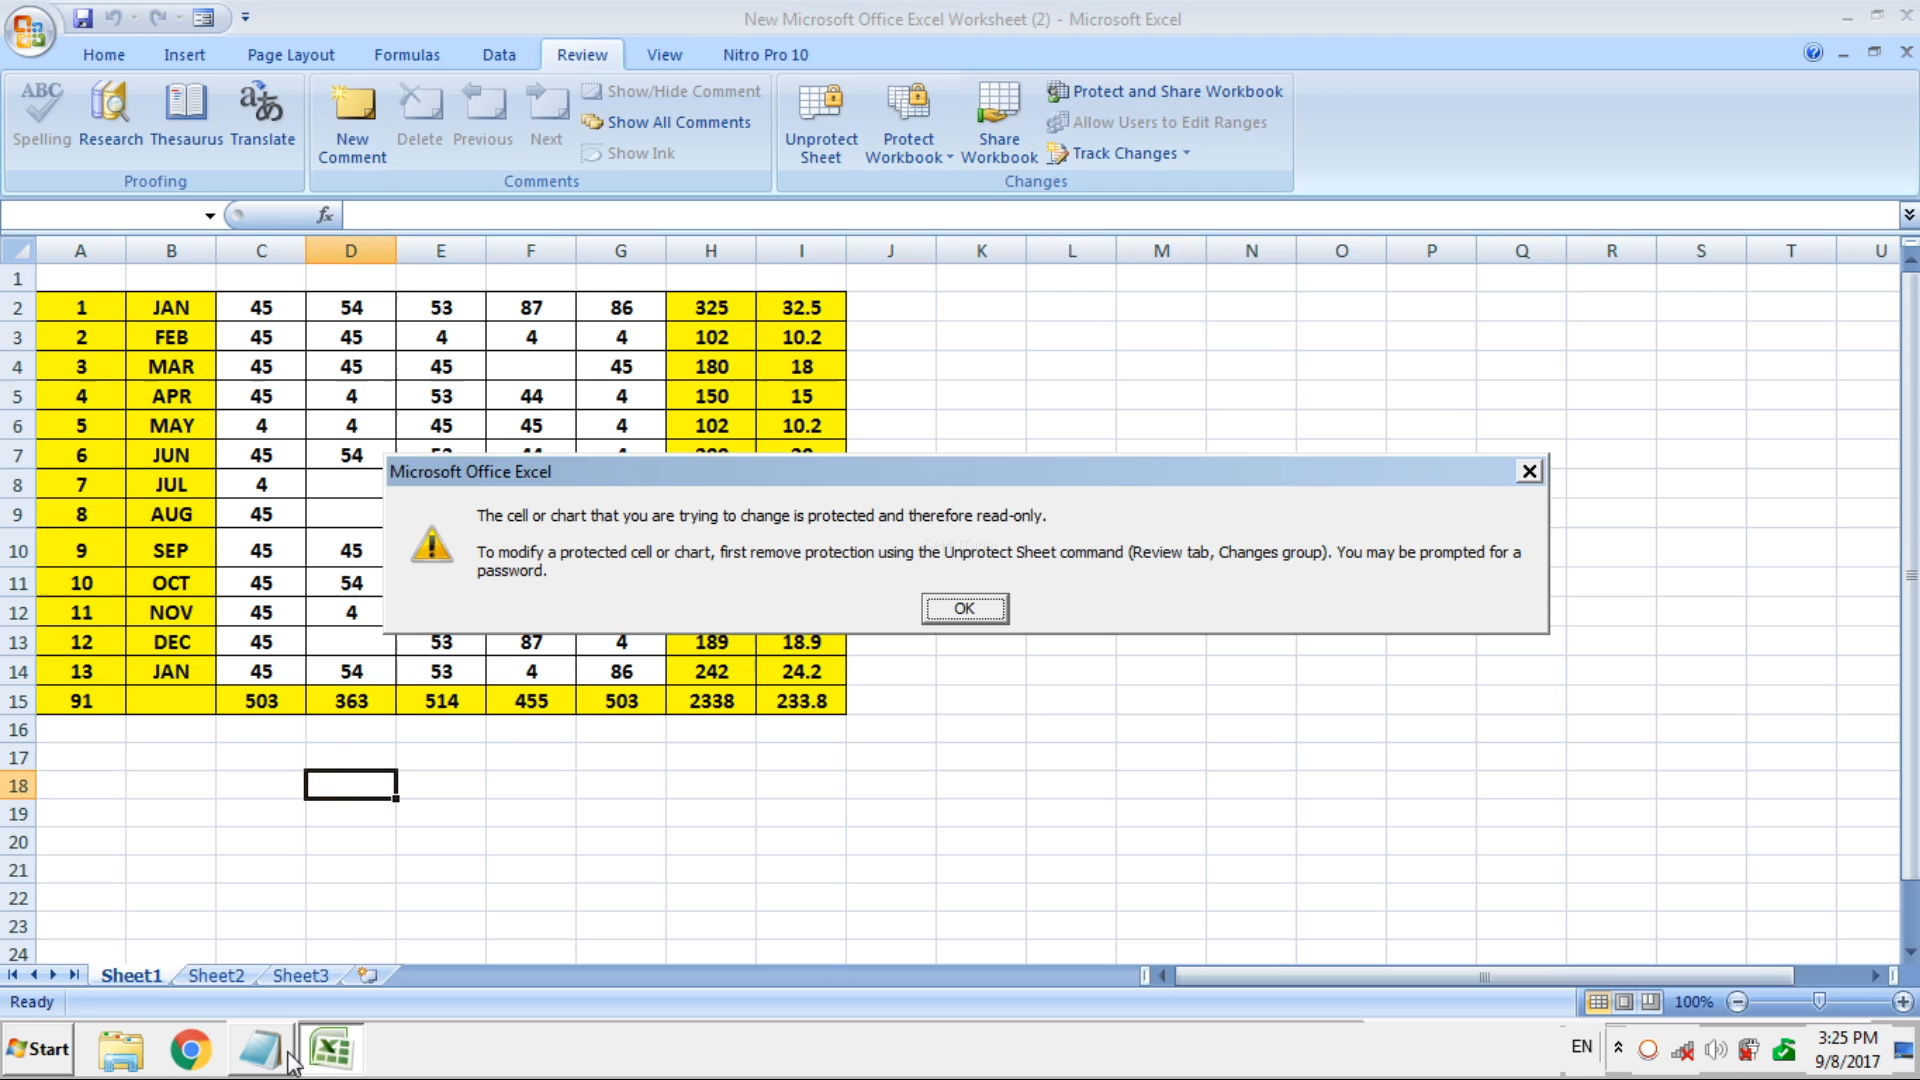 New Microsoft Office Excel Worksheet (2) - Microsoft Excel
Home Insert Page Layout Formulas Data Review View Nitro Pro 10
ABC
Spelling Research Thesaurus Translate
Proofing
New Comment Delete Previous Next
Show/Hide Comment
Show All Comments
Show Ink
Comments
Unprotect Sheet
Protect Workbook
Share Workbook
Protect and Share Workbook
Allow Users to Edit Ranges
Track Changes
Changes
fx
A B C D E F G H I J K L M N O P Q R S T U
1
2 1 JAN 45 54 53 87 86 325 32.5
3 2 FEB 45 45 4 4 4 102 10.2
4 3 MAR 45 45 45 45 180 18
5 4 APR 45 4 53 44 4 150 15
6 5 MAY 4 4 45 45 4 102 10.2
7 6 JUN 45 54
8 7 JUL 4
9 8 AUG 45
10 9 SEP 45 45
11 10 OCT 45 54
12 11 NOV 45 4
13 12 DEC 45 53 87 4 189 18.9
14 13 JAN 45 54 53 4 86 242 24.2
15 91 503 363 514 455 503 2338 233.8
16
17
18
19
20
21
22
23
24
Microsoft Office Excel
The cell or chart that you are trying to change is protected and therefore read-only.
To modify a protected cell or chart, first remove protection using the Unprotect Sheet command (Review tab, Changes group). You may be prompted for a
password.
OK
Sheet1 Sheet2 Sheet3
Ready 100%
Start EN 3:25 PM
9/8/2017